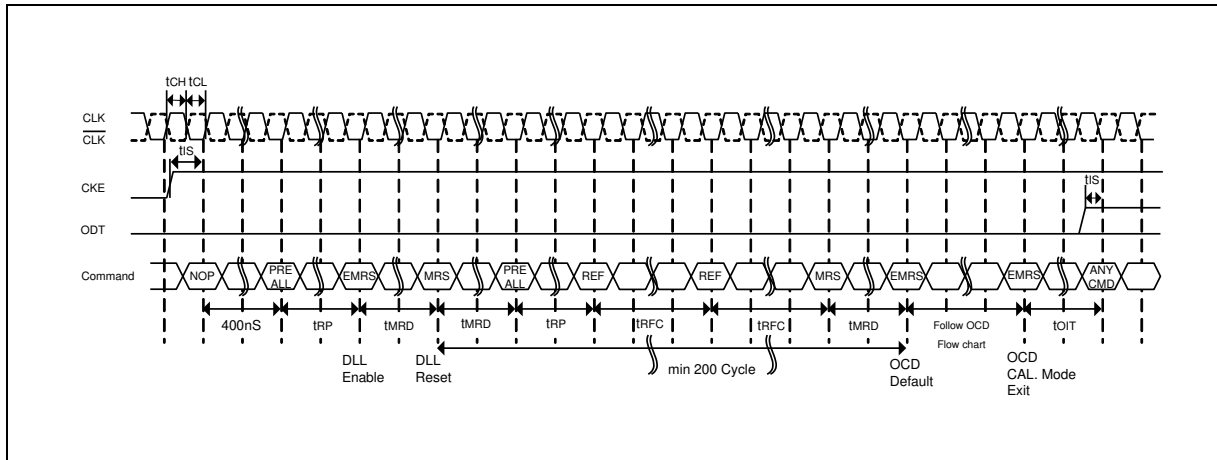 tCH tCL
CLK
CLK
tIS
CKE
tIS
ODT
Command
NOP
PRE
ALL
EMRS
MRS
PRE
ALL
REF
REF
MRS
EMRS
EMRS
ANY
CMD
400nS
tRP
tMRD
tMRD
tRP
tRFC
tRFC
tMRD
Follow OCD
Flow chart
tOIT
DLL
Enable
DLL
Reset
min 200 Cycle
OCD
Default
OCD
CAL. Mode
Exit